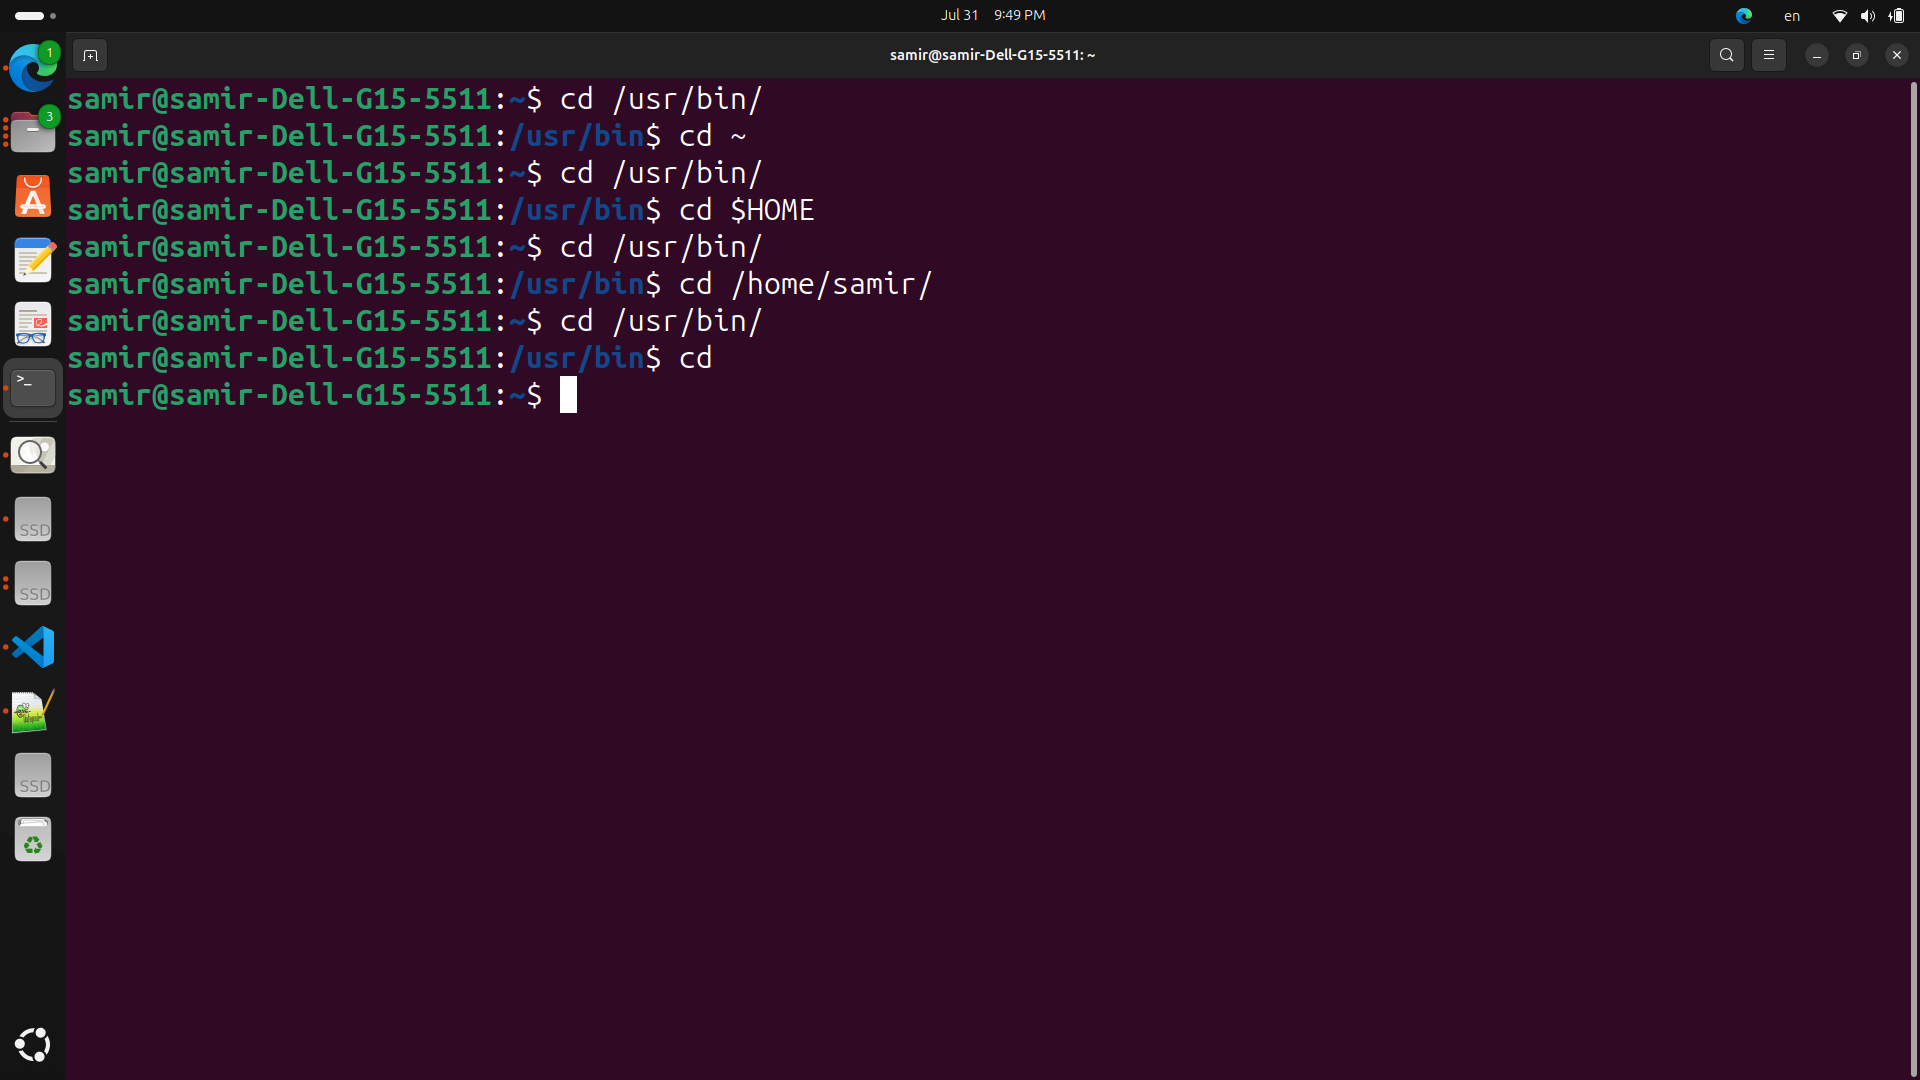 Jul 31 9:49 PM
en
samir@samir-Dell-G15-5511: ~
1
3
samir@samir-Dell-G15-5511:~$ cd /usr/bin/
samir@samir-Dell-G15-5511:/usr/bin$ cd ~
samir@samir-Dell-G15-5511:~$ cd /usr/bin/
samir@samir-Dell-G15-5511:/usr/bin$ cd $HOME
samir@samir-Dell-G15-5511:~$ cd /usr/bin/
samir@samir-Dell-G15-5511:/usr/bin$ cd /home/samir/
samir@samir-Dell-G15-5511:~$ cd /usr/bin/
samir@samir-Dell-G15-5511:/usr/bin$ cd
samir@samir-Dell-G15-5511:~$
>_
SSD
SSD
SSD